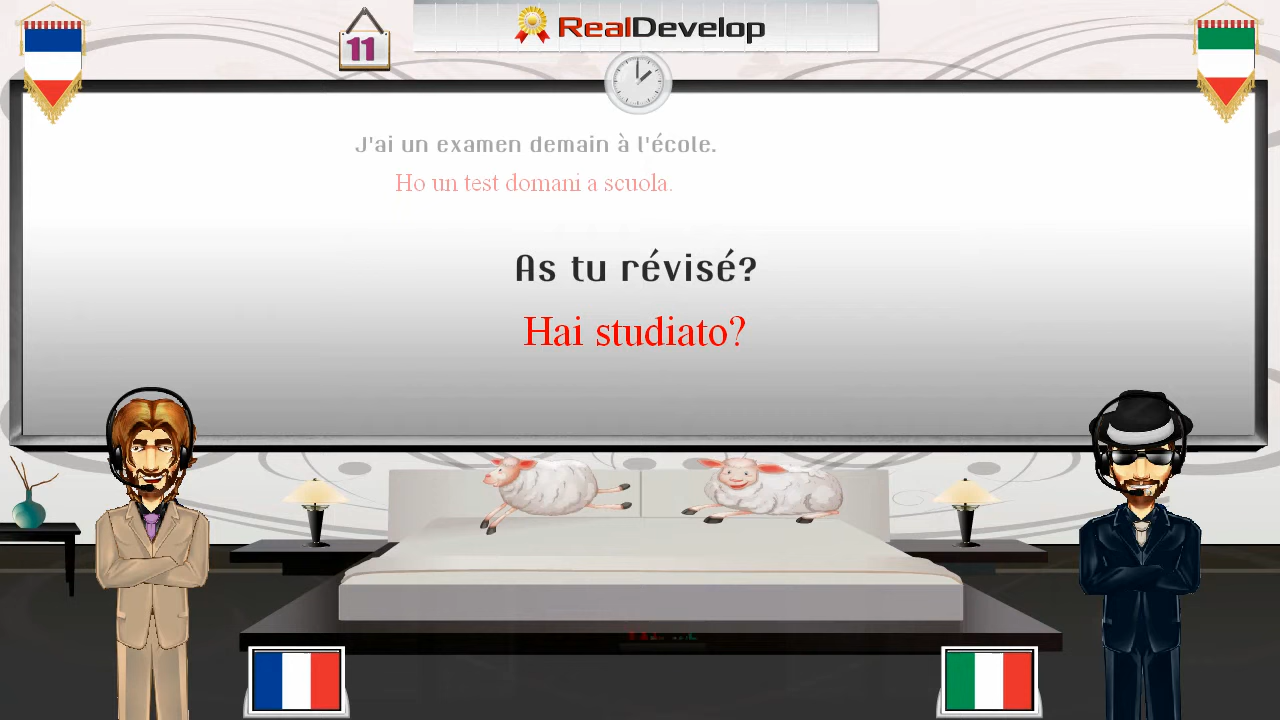 11
RealDevelop
J'ai un examen demain à l'école.
Ho un test domani a scuola.
As tu révisé?
Hai studiato?